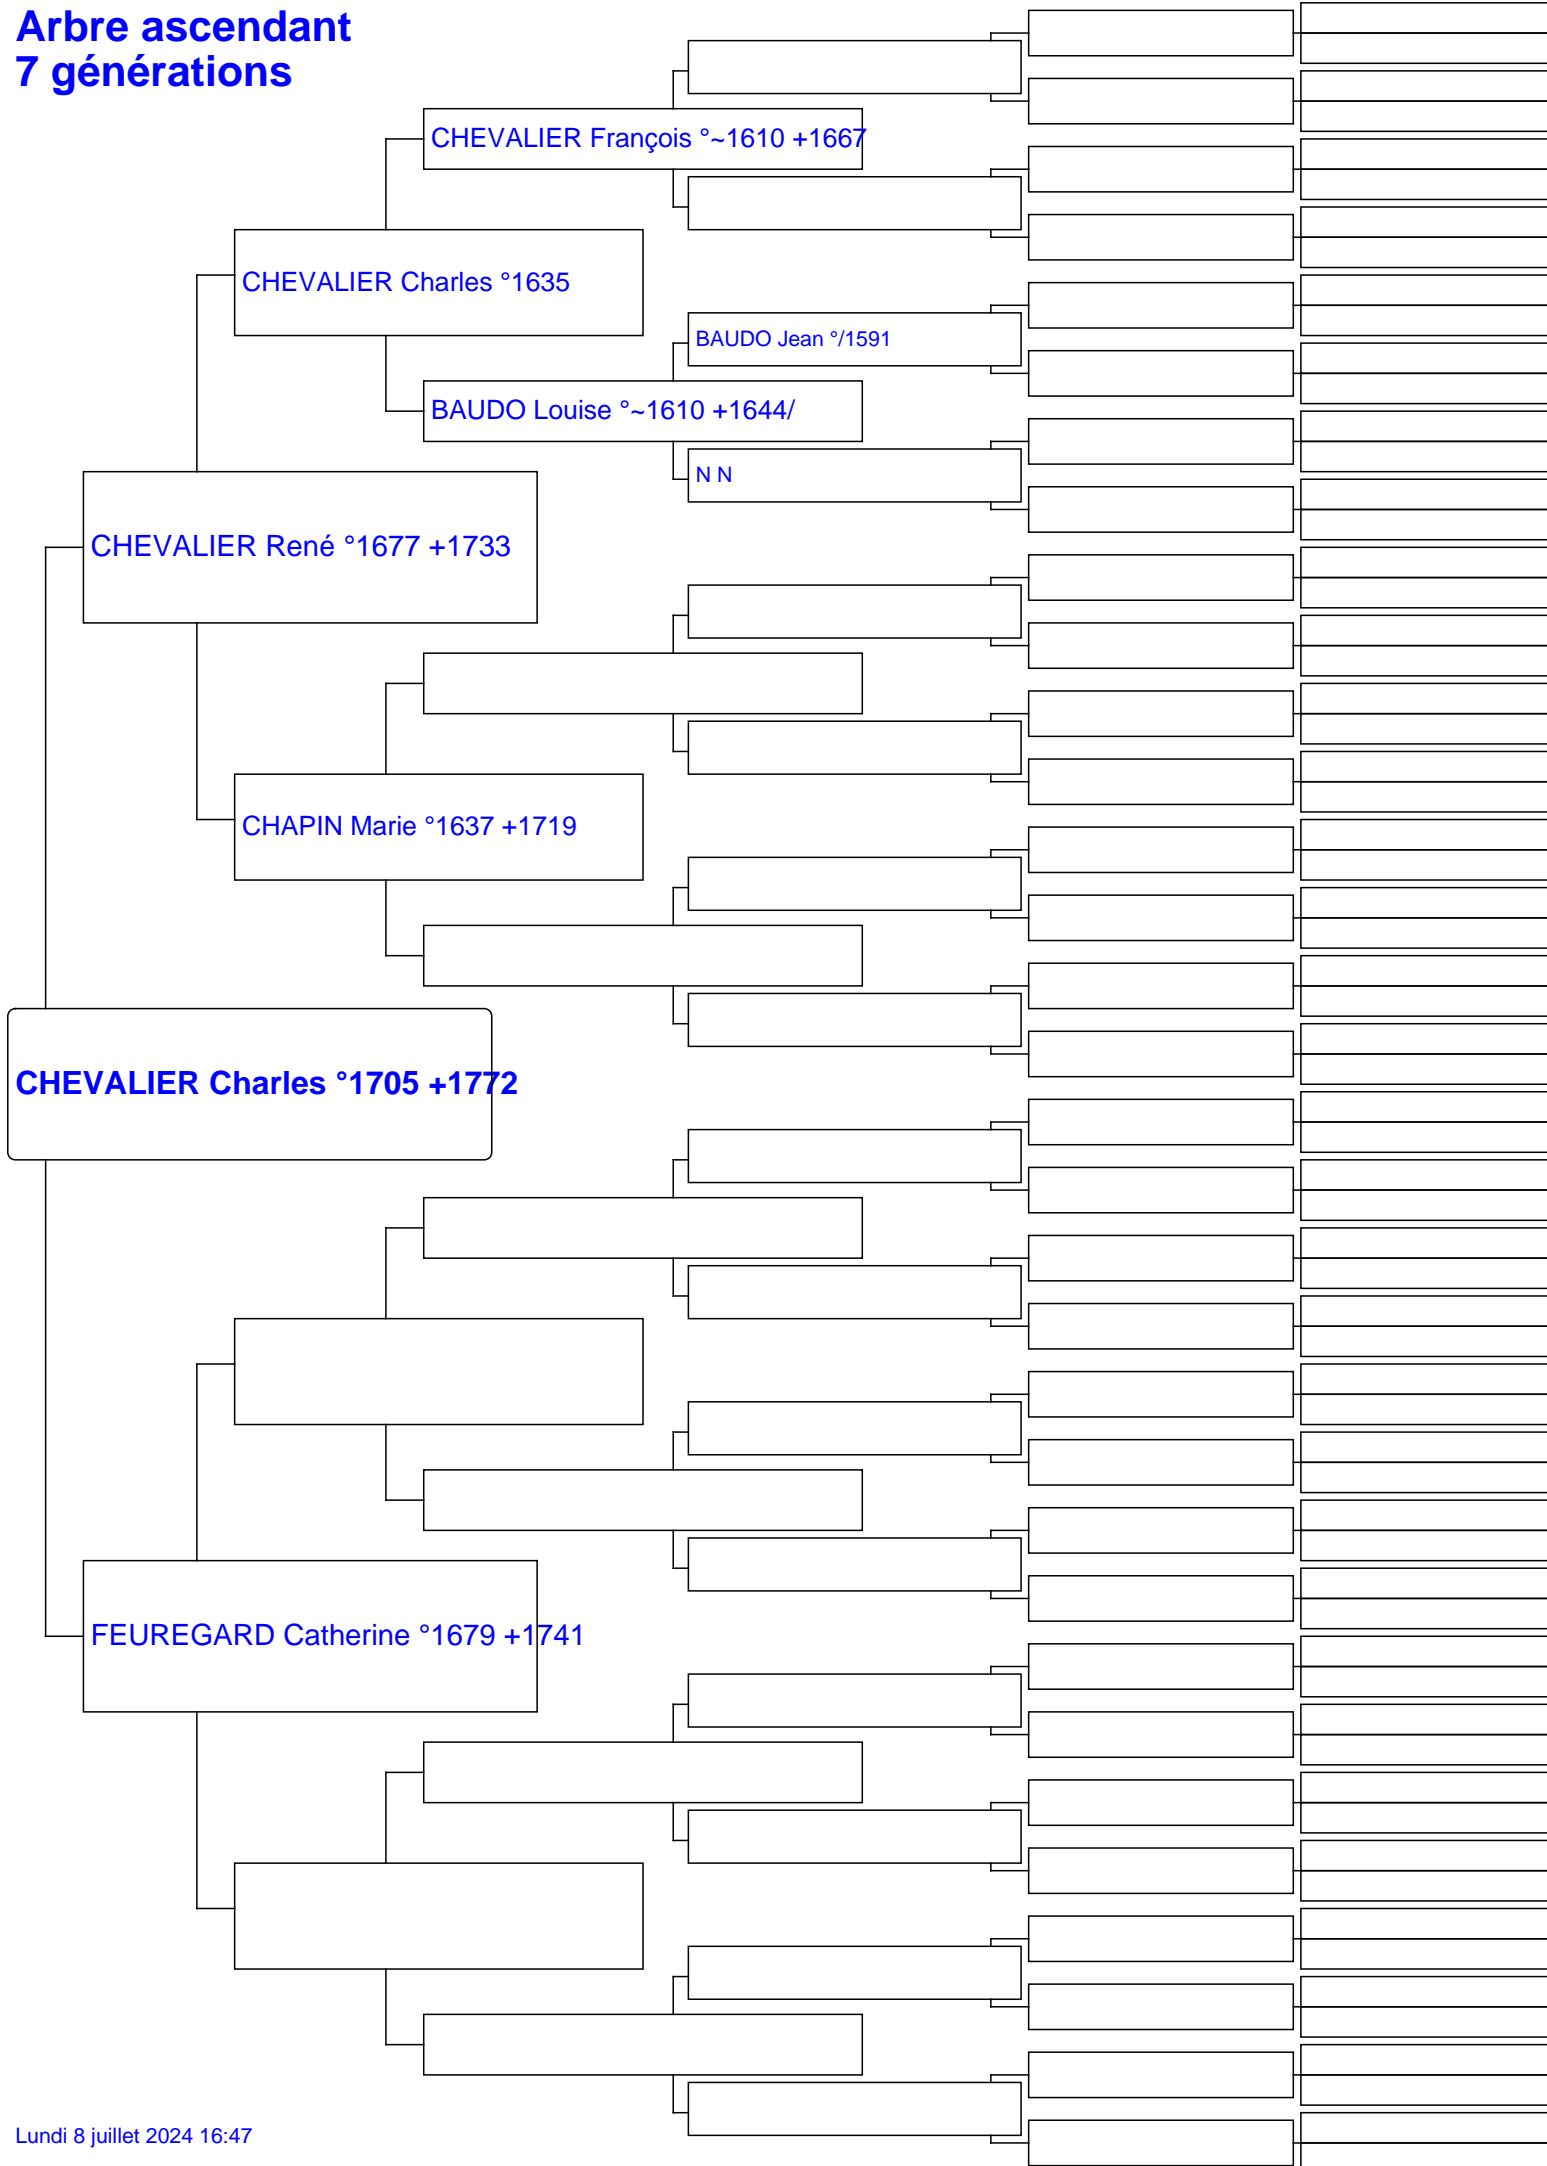 Arbre ascendant
7 générations
CHEVALIER François °~1610 +1667
CHEVALIER Charles °1635
BAUDO Jean °/1591
BAUDO Louise °~1610 +1644/
N N
CHEVALIER René °1677 +1733
CHAPIN Marie °1637 +1719
CHEVALIER Charles °1705 +1772
FEUREGARD Catherine °1679 +1741
Lundi 8 juillet 2024 16:47